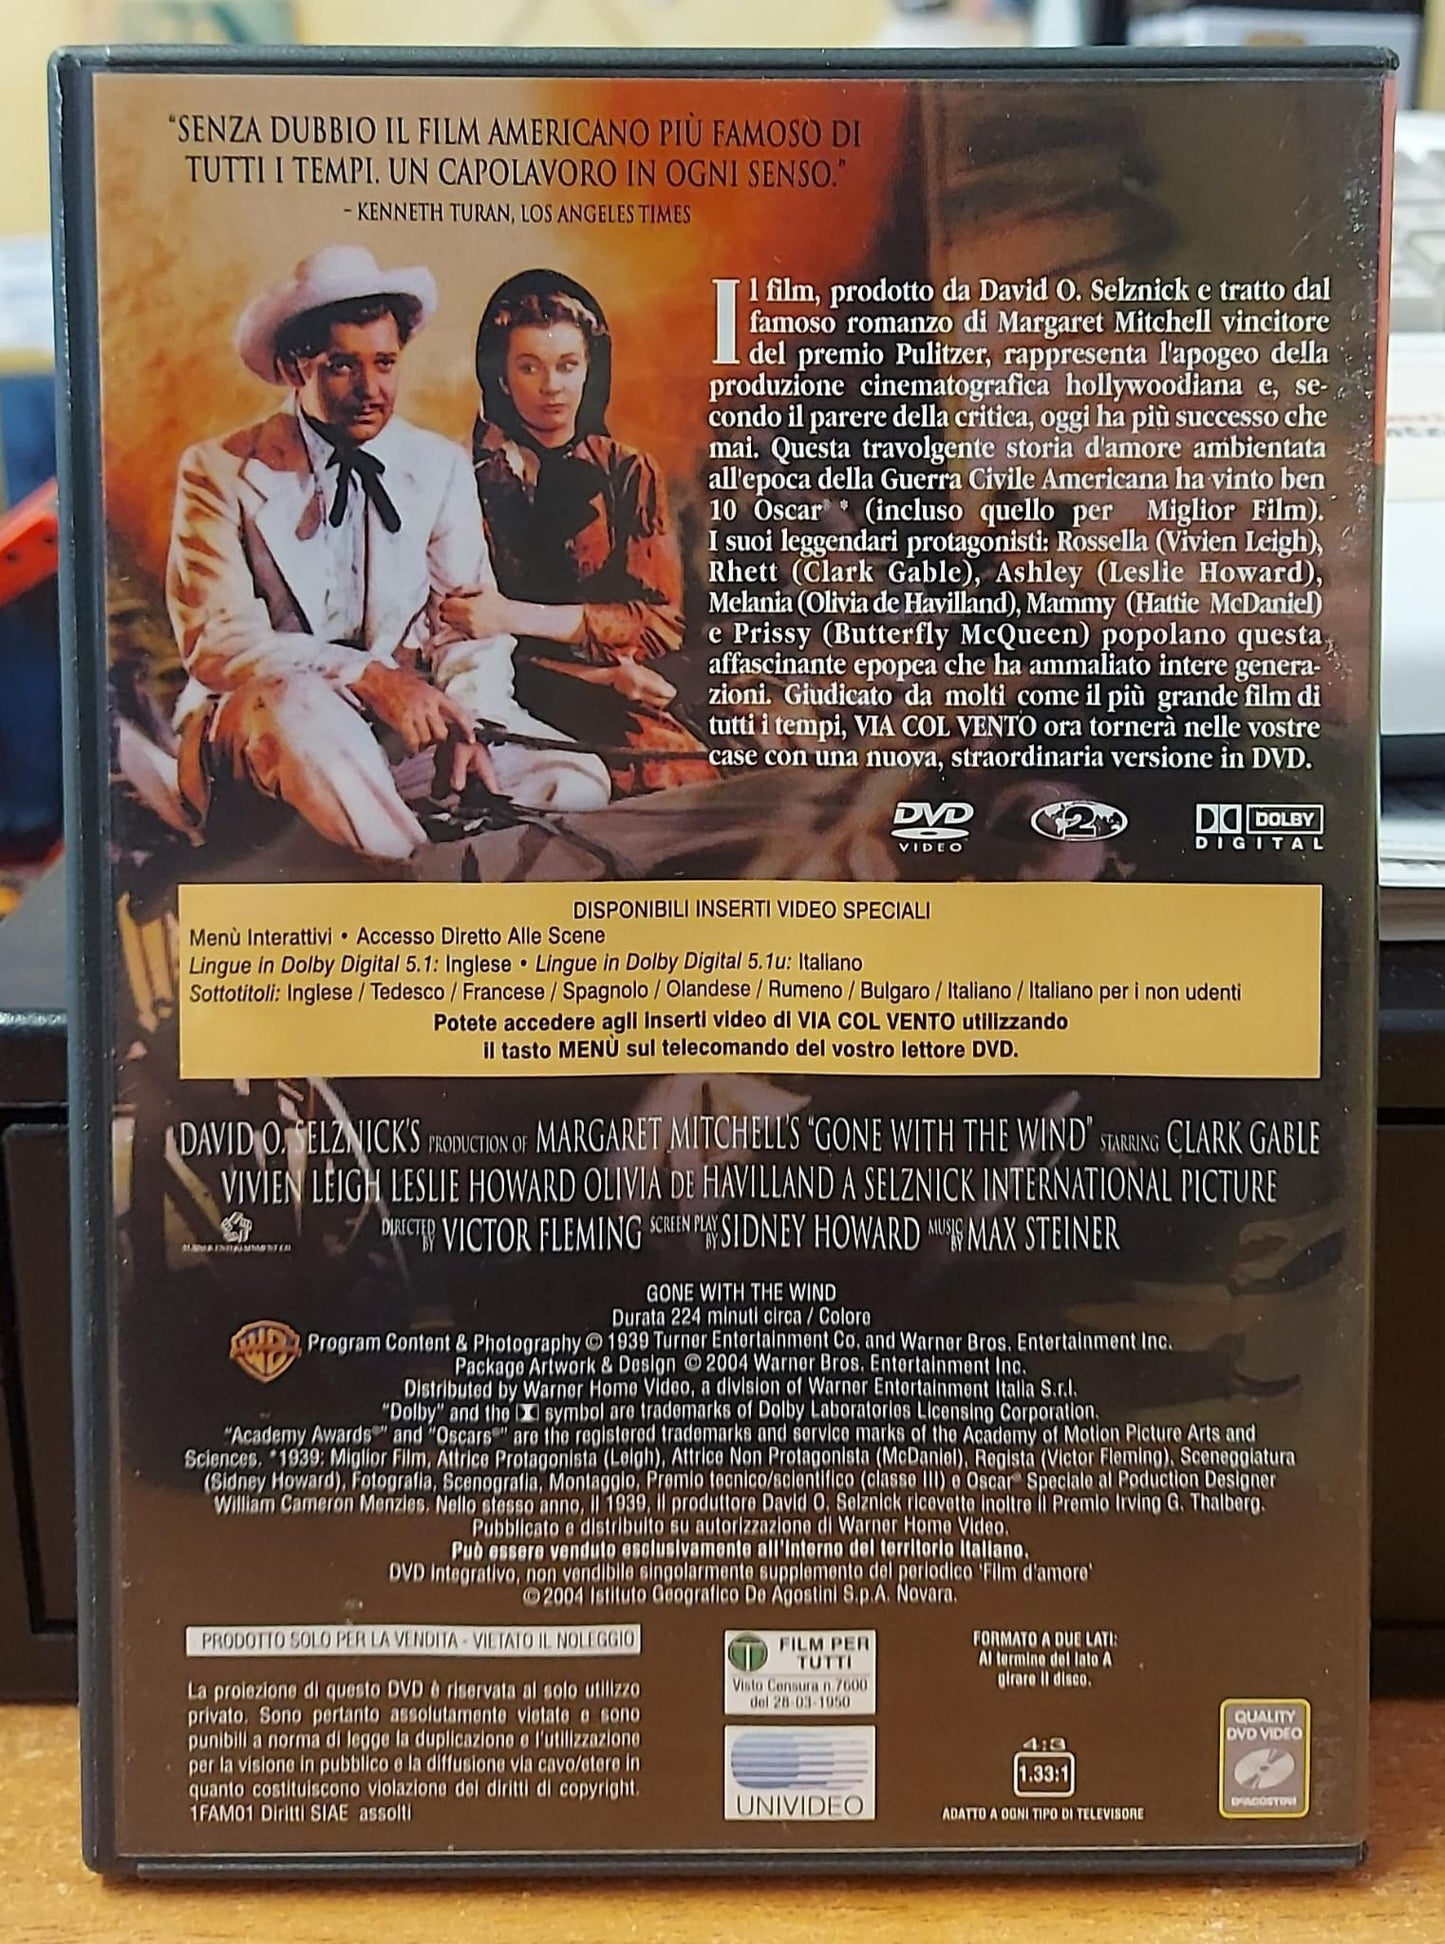 "SENZA DUBBIO IL FILM AMERICANO PIÙ FAMOSO DI
TUTTI I TEMPI. UN CAPOLAVORO IN OGNI SENSO."
- KENNETH TURAN, LOS ANGELES TIMES
Il film, prodotto da David O. Selznick e tratto dal
famoso romanzo di Margaret Mitchell vincitore
del premio Pulitzer, rappresenta l'apogeo della
produzione cinematografica hollywoodiana e, se-
condo il parere della critica, oggi ha più successo che
mai. Questa travolgente storia d'amore ambientata
all'epoca della Guerra Civile Americana ha vinto ben
10 Oscar® * (incluso quello per Miglior Film).
I suoi leggendari protagonisti: Rossella (Vivien Leigh),
Rhett (Clark Gable), Ashley (Leslie Howard),
Melania (Olivia de Havilland), Mammy (Hattie McDaniel)
e Prissy (Butterfly McQueen) popolano questa
affascinante epopea che ha ammaliato intere genera-
zioni. Giudicato da molti come il più grande film di
tutti i tempi, VIA COL VENTO ora tornerà nelle vostre
case con una nuova, straordinaria versione in DVD.
DVD VIDEO
2
DOLBY DIGITAL
DISPONIBILI INSERTI VIDEO SPECIALI
Menù Interattivi • Accesso Diretto Alle Scene
Lingue in Dolby Digital 5.1: Inglese • Lingue in Dolby Digital 5.1u: Italiano
Sottotitoli: Inglese / Tedesco / Francese / Spagnolo / Olandese / Rumeno / Bulgaro / Italiano / Italiano per i non udenti
Potete accedere agli inserti video di VIA COL VENTO utilizzando
il tasto MENÙ sul telecomando del vostro lettore DVD.
DAVID O. SELZNICK'S PRODUCTION OF MARGARET MITCHELL'S "GONE WITH THE WIND" STARRING CLARK GABLE
VIVIEN LEIGH LESLIE HOWARD OLIVIA DE HAVILLAND A SELZNICK INTERNATIONAL PICTURE
DIRECTED BY VICTOR FLEMING SCREEN PLAY BY SIDNEY HOWARD MUSIC BY MAX STEINER
TURNER ENTERTAINMENT CO.
GONE WITH THE WIND
Durata 224 minuti circa / Colore
WB
Program Content & Photography © 1939 Turner Entertainment Co. and Warner Bros. Entertainment Inc.
Package Artwork & Design © 2004 Warner Bros. Entertainment Inc.
Distributed by Warner Home Video, a division of Warner Entertainment Italia S.r.l.
"Dolby" and the symbol are trademarks of Dolby Laboratories Licensing Corporation.
"Academy Awards®" and "Oscars®" are the registered trademarks and service marks of the Academy of Motion Picture Arts and
Sciences. *1939: Miglior Film, Attrice Protagonista (Leigh), Attrice Non Protagonista (McDaniel), Regista (Victor Fleming), Sceneggiatura
(Sidney Howard), Fotografia, Scenografia, Montaggio, Premio tecnico/scientifico (classe III) e Oscar® Speciale al Poduction Designer
William Cameron Menzies. Nello stesso anno, il 1939, il produttore David O. Selznick ricevette inoltre il Premio Irving G. Thalberg.
Pubblicato e distribuito su autorizzazione di Warner Home Video.
Può essere venduto esclusivamente all'interno del territorio italiano.
DVD integrativo, non vendibile singolarmente supplemento del periodico 'Film d'amore'
© 2004 Istituto Geografico De Agostini S.p.A. Novara.
PRODOTTO SOLO PER LA VENDITA - VIETATO IL NOLEGGIO
La proiezione di questo DVD è riservata al solo utilizzo
privato. Sono pertanto assolutamente vietate e sono
punibili a norma di legge la duplicazione e l'utilizzazione
per la visione in pubblico e la diffusione via cavo/etere in
quanto costituiscono violazione dei diritti di copyright.
1FAM01 Diritti SIAE assolti
T FILM PER
TUTTI
Visto Censura n.7600
del 28-03-1950
UNIVIDEO
FORMATO A DUE LATI:
Al termine del lato A
girare il disco.
4:3
1.33:1
ADATTO A OGNI TIPO DI TELEVISORE
QUALITY
DVD VIDEO
DeAGOSTINI